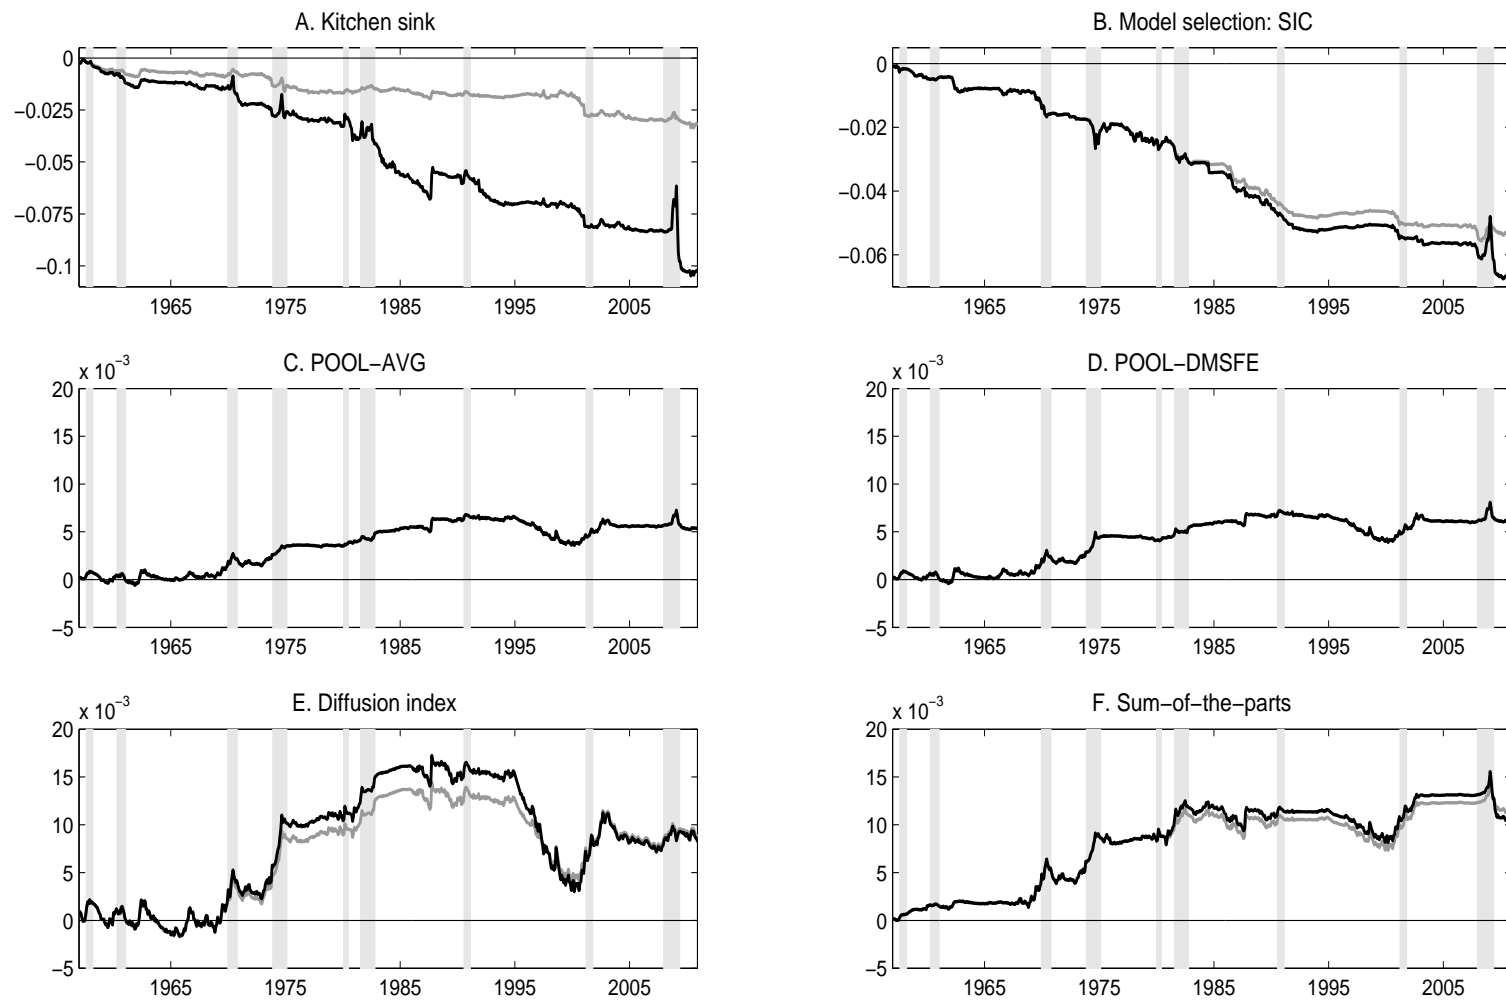 A. Kitchen sink
0
−0.025
−0.05
−0.075
−0.1
1965 1975 1985 1995 2005
B. Model selection: SIC
0
−0.02
−0.04
−0.06
1965 1975 1985 1995 2005
C. POOL−AVG
x 10−3
20
15
10
5
0
−5
1965 1975 1985 1995 2005
D. POOL−DMSFE
x 10−3
20
15
10
5
0
−5
1965 1975 1985 1995 2005
E. Diffusion index
x 10−3
20
15
10
5
0
−5
1965 1975 1985 1995 2005
F. Sum−of−the−parts
x 10−3
20
15
10
5
0
−5
1965 1975 1985 1995 2005